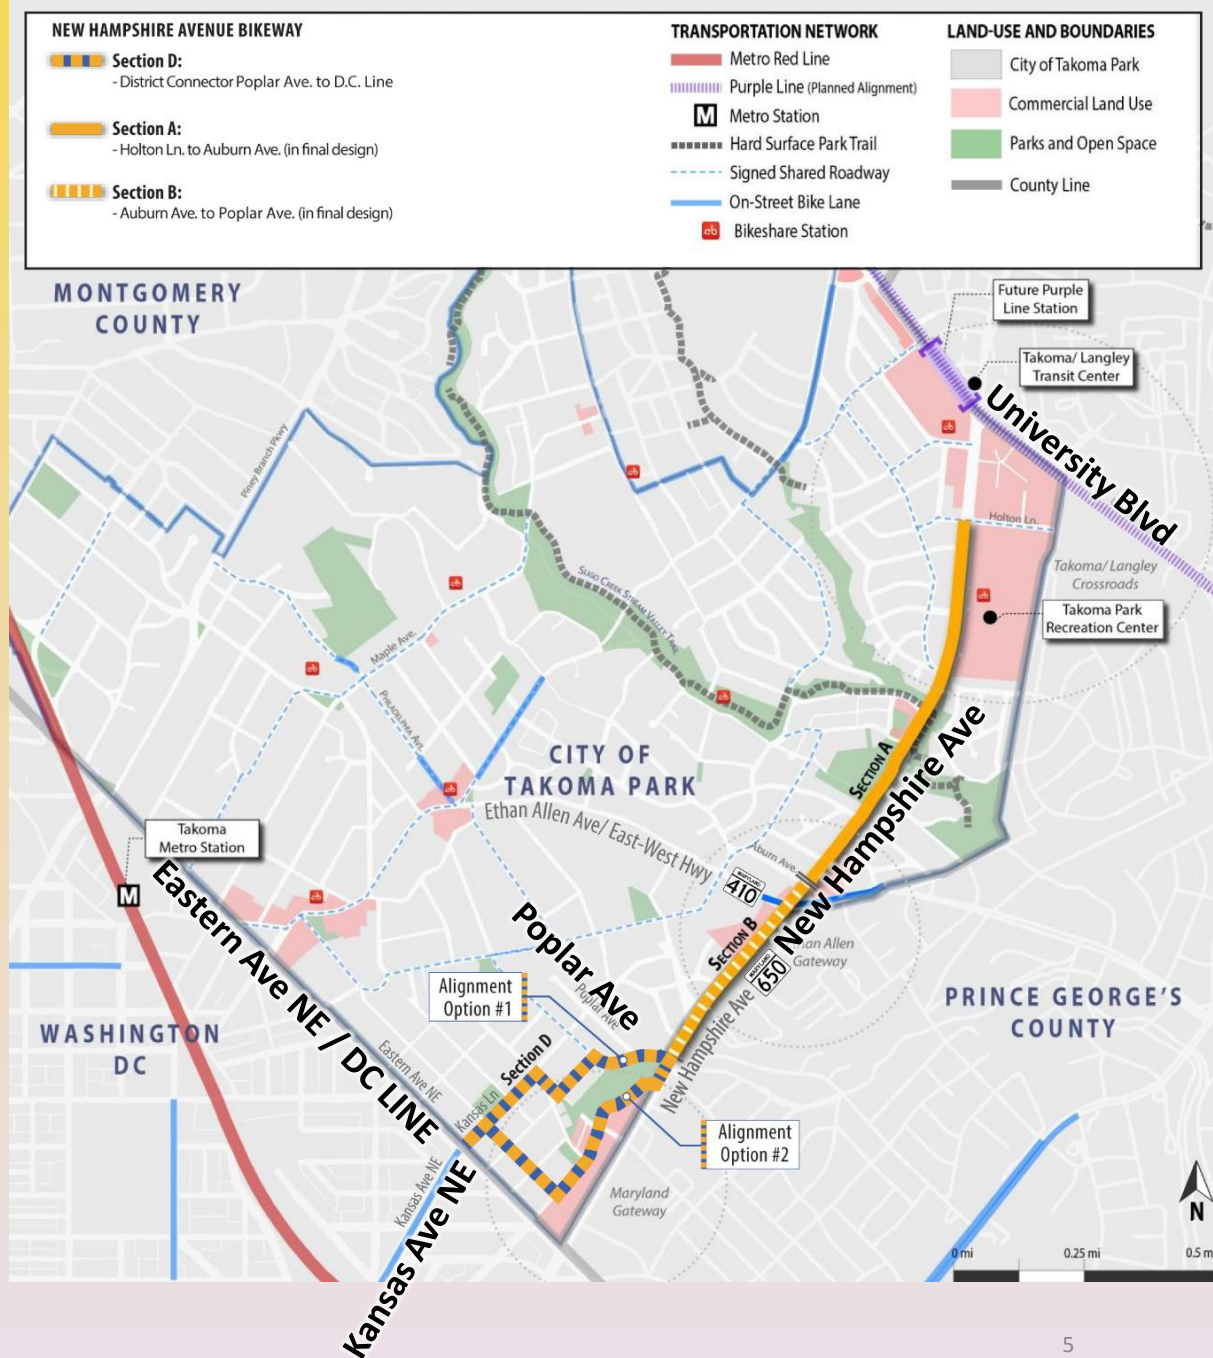 NEW HAMPSHIRE AVENUE BIKEWAY
Section D:
- District Connector Poplar Ave. to D.C. Line
Section A:
- Holton Ln. to Auburn Ave. (in final design)
Section B:
- Auburn Ave. to Poplar Ave. (in final design)
TRANSPORTATION NETWORK
Metro Red Line
Purple Line (Planned Alignment)
M Metro Station
Hard Surface Park Trail
Signed Shared Roadway
On-Street Bike Lane
cb Bikeshare Station
LAND-USE AND BOUNDARIES
City of Takoma Park
Commercial Land Use
Parks and Open Space
County Line
MONTGOMERY
COUNTY
Future Purple
Line Station
Takoma/ Langley
Transit Center
University Blvd
Piney Branch Pkwy
Holton Ln.
Takoma/ Langley
Crossroads
Takoma Park
Recreation Center
Sligo Creek Stream Valley Trail
Maple Ave.
Philadelphia Ave.
CITY OF
TAKOMA PARK
Section A
New Hampshire Ave
Ethan Allen Ave/ East-West Hwy
Auburn Ave.
MARYLAND
410
Takoma
Metro Station
M
Eastern Ave NE / DC LINE
Poplar Ave
Section B
Gateway
MARYLAND
650
New Hampshire Ave
Alignment
Option #1
Poplar Ave
PRINCE GEORGE'S
COUNTY
WASHINGTON
DC
Eastern Ave NE
Section D
Kansas Ln
Alignment
Option #2
Kansas Ave NE
Kansas Ave NE
Maryland
Gateway
N
0 mi
0.25 mi
0.5 m
5